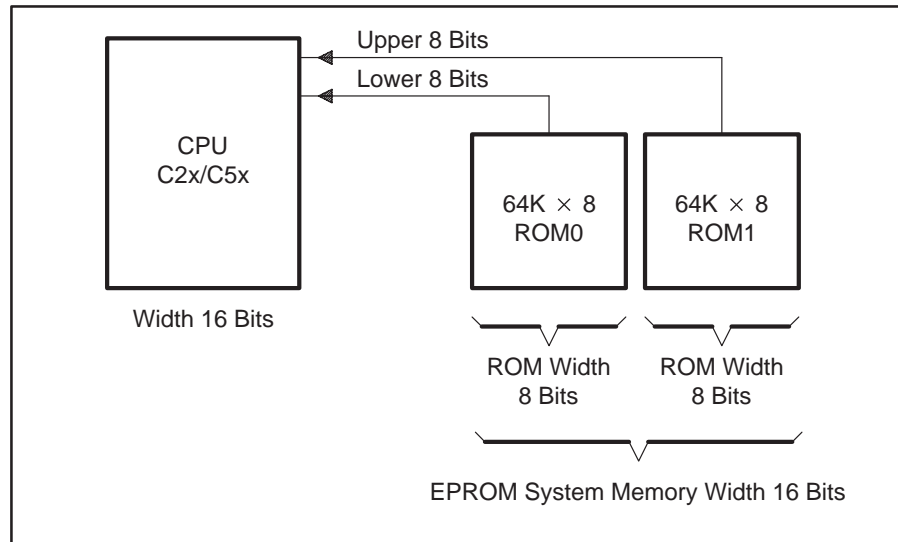 Upper 8 Bits
Lower 8 Bits
CPU
C2x/C5x
64K × 8
ROM0
64K × 8
ROM1
Width 16 Bits
ROM Width
8 Bits
ROM Width
8 Bits
EPROM System Memory Width 16 Bits